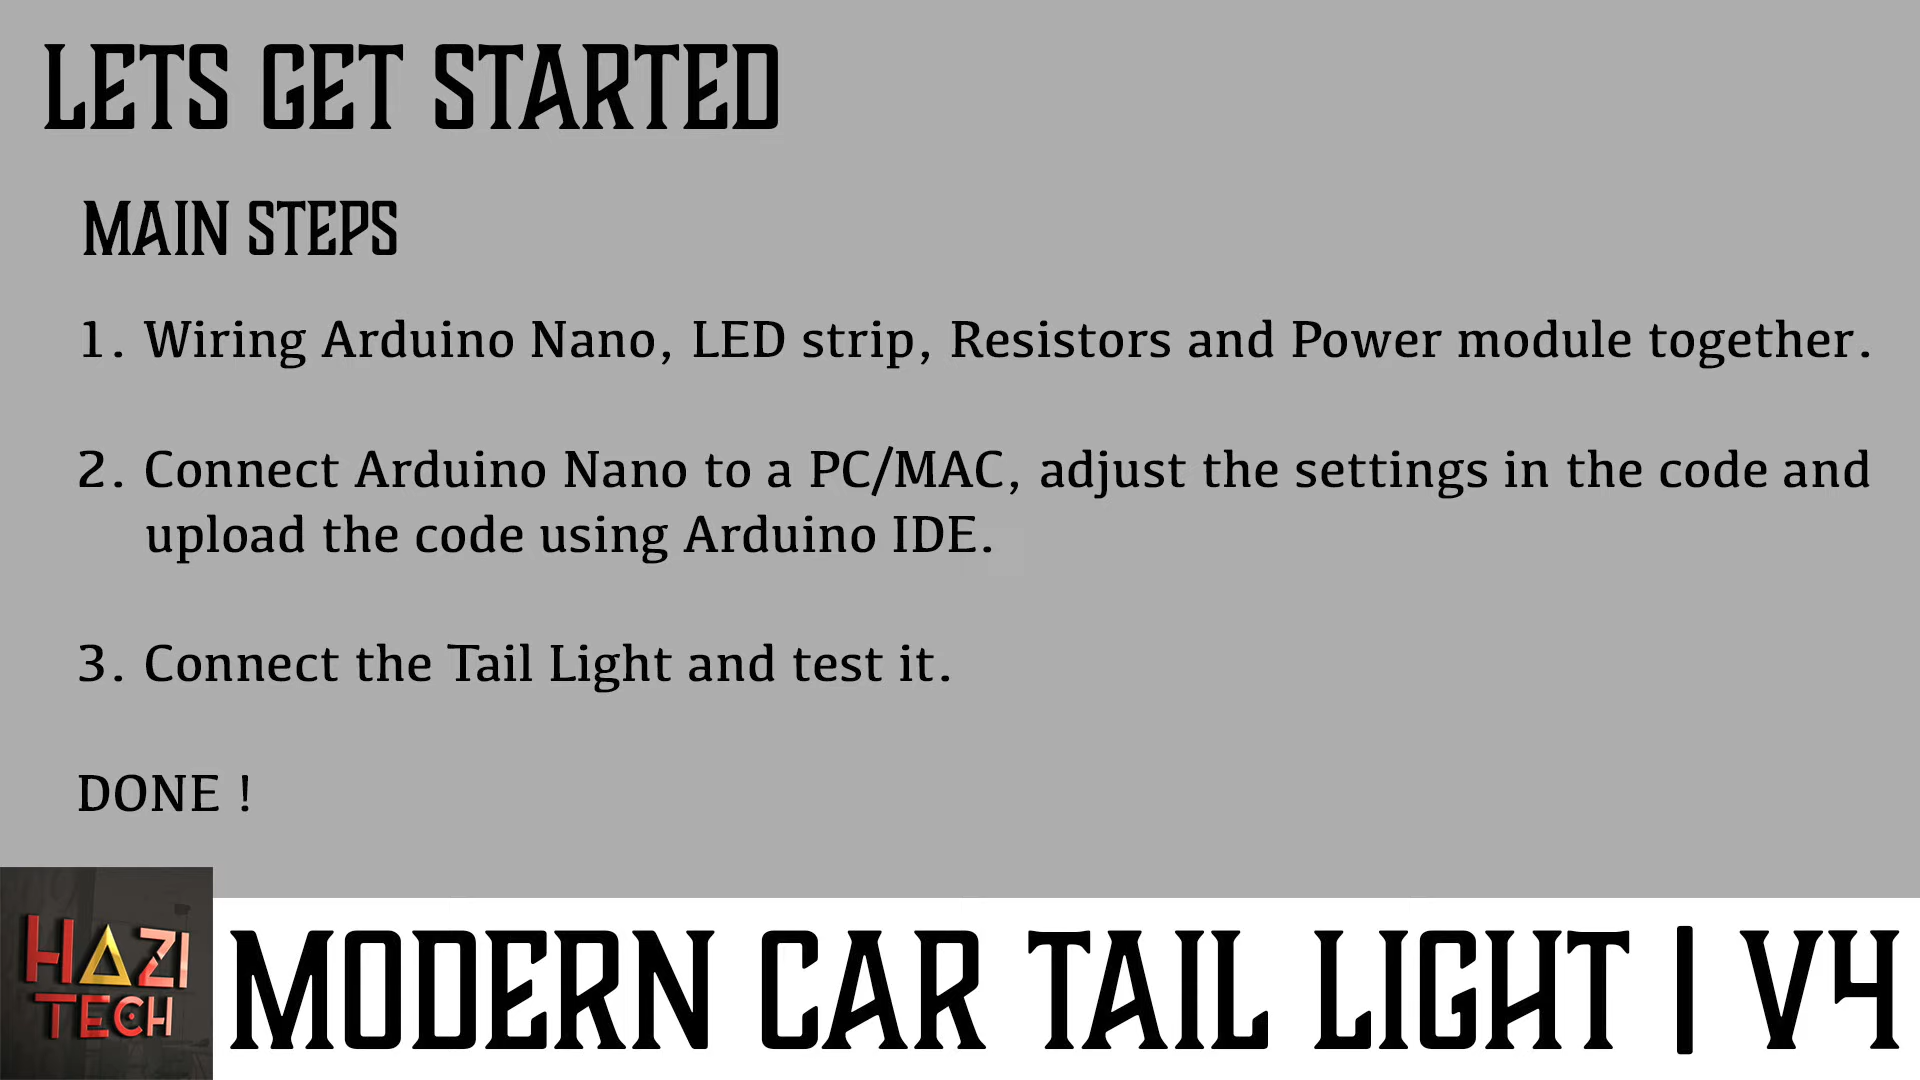 LETS GET STARTED
MAIN STEPS
1. Wiring Arduino Nano, LED strip, Resistors and Power module together.
2. Connect Arduino Nano to a PC/MAC, adjust the settings in the code and
upload the code using Arduino IDE.
3. Connect the Tail Light and test it.
DONE !
HAZI
TECH
MODERN CAR TAIL LIGHT | V4